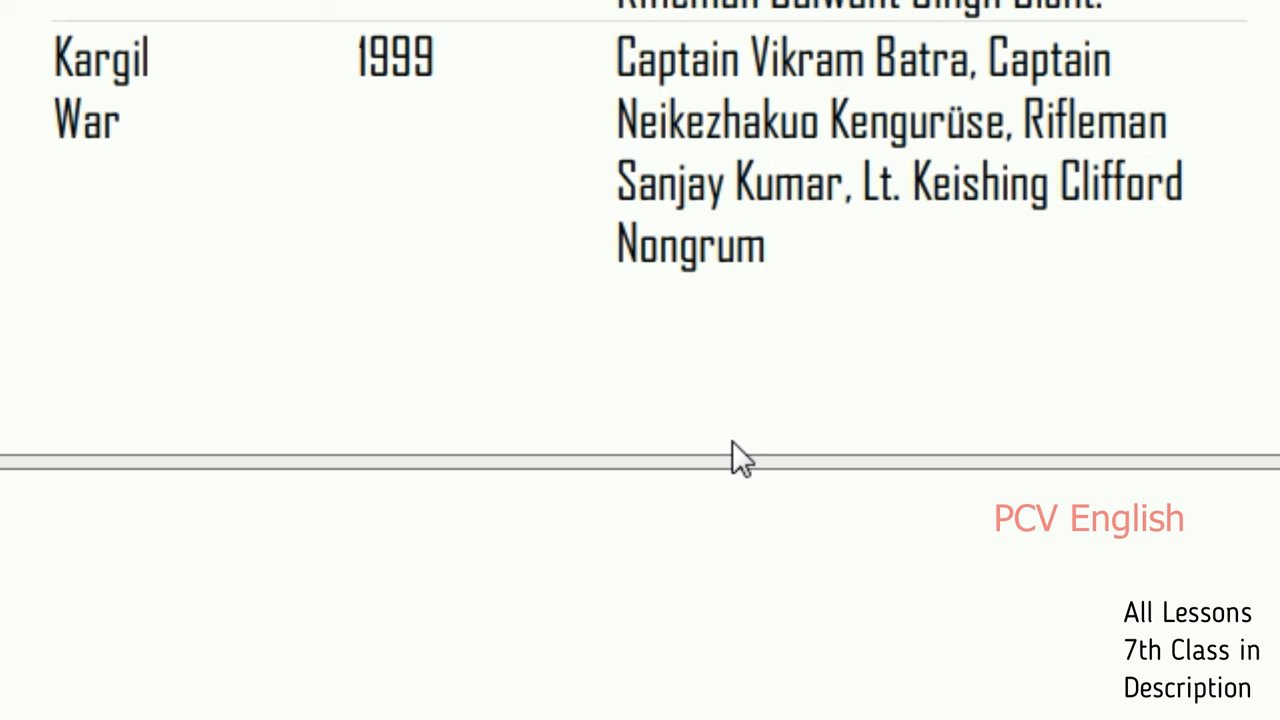 Kargil 1999 Captain Vikram Batra, Captain
War Neikezhakuo Kengurüse, Rifleman
Sanjay Kumar, Lt. Keishing Clifford
Nongrum
PCV English
All Lessons
7th Class in
Description